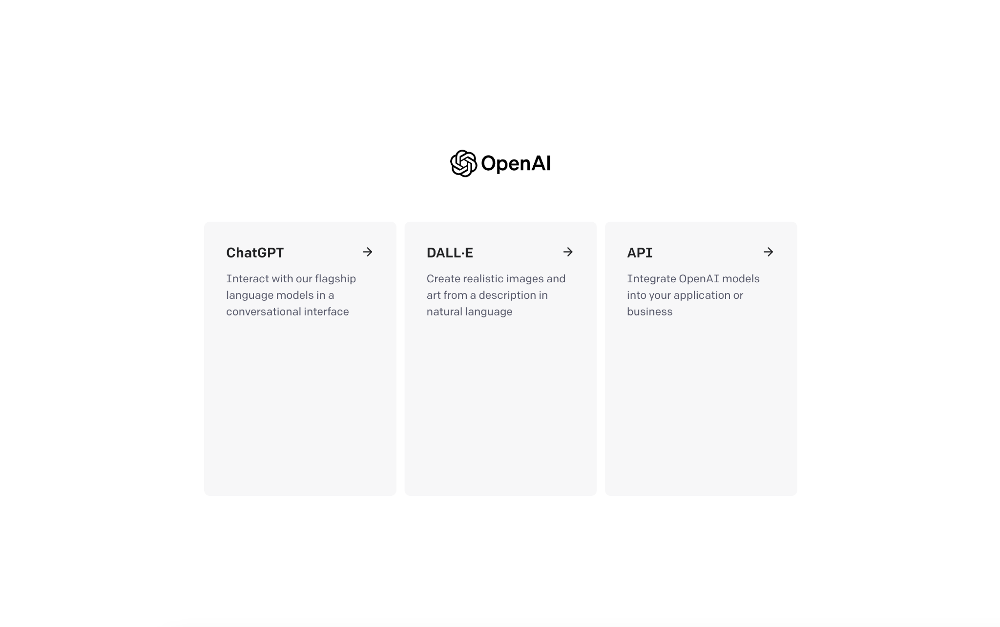 OpenAI
ChatGPT
Interact with our flagship
language models in a
conversational interface
DALL·E
Create realistic images and
art from a description in
natural language
API
Integrate OpenAI models
into your application or
business